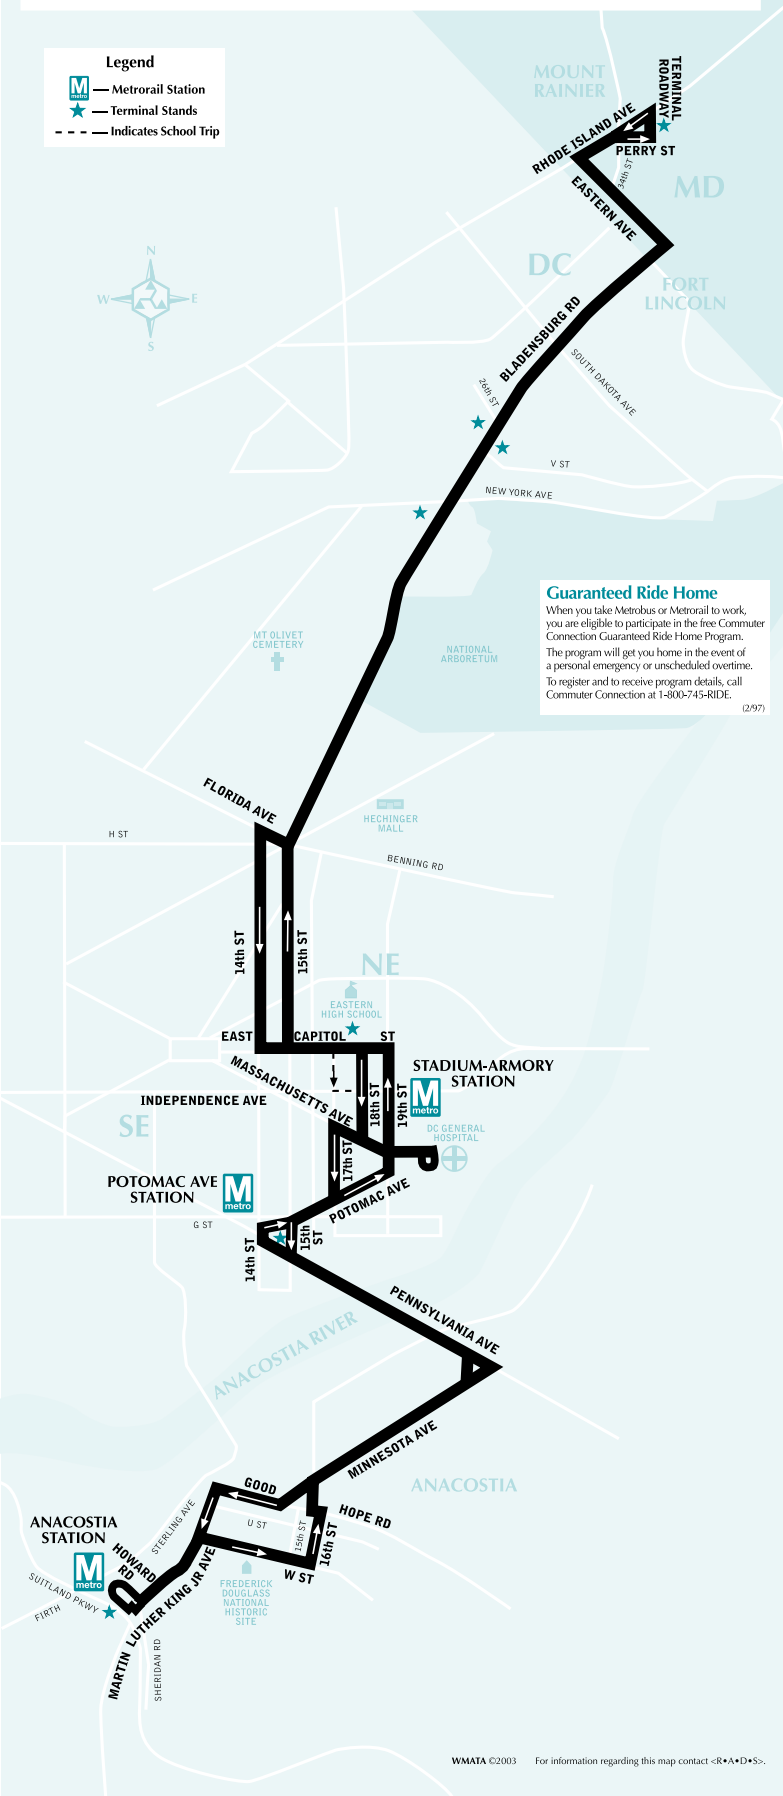 Legend
M
metro
Metrorail Station
Terminal Stands
Indicates School Trip
MOUNT
RAINIER
TERMINAL
ROADWAY
RHODE ISLAND AVE
PERRY ST
34th ST
EASTERN AVE
MD
DC
FORT
LINCOLN
N
W
E
S
BLADENSBURG RD
SOUTH DAKOTA AVE
26th ST
V ST
NEW YORK AVE
Guaranteed Ride Home
When you take Metrobus or Metrorail to work,
you are eligible to participate in the free Commuter
Connection Guaranteed Ride Home Program.
The program will get you home in the event of
a personal emergency or unscheduled overtime.
To register and to receive program details, call
Commuter Connection at 1-800-745-RIDE.
(2/97)
MT OLIVET
CEMETERY
NATIONAL
ARBORETUM
FLORIDA AVE
HECHINGER
MALL
H ST
BENNING RD
14th ST
15th ST
NE
EASTERN
HIGH SCHOOL
EAST CAPITOL ST
MASSACHUSETTS AVE
STADIUM-ARMORY
STATION
M
metro
18th ST
19th ST
INDEPENDENCE AVE
SE
DC GENERAL
HOSPITAL
17th ST
POTOMAC AVE
STATION
M
metro
POTOMAC AVE
G ST
14th ST
15th
ST
PENNSYLVANIA AVE
ANACOSTIA RIVER
MINNESOTA AVE
ANACOSTIA
GOOD
HOPE RD
U ST
15th ST
16th ST
W ST
STERLING AVE
ANACOSTIA
STATION
M
metro
HOWARD
RD
SUITLAND PKWY
FIRTH
MARTIN LUTHER KING JR AVE
SHERIDAN RD
FREDERICK
DOUGLASS
NATIONAL
HISTORIC
SITE
WMATA ©2003 For information regarding this map contact <R•A•D•S>.